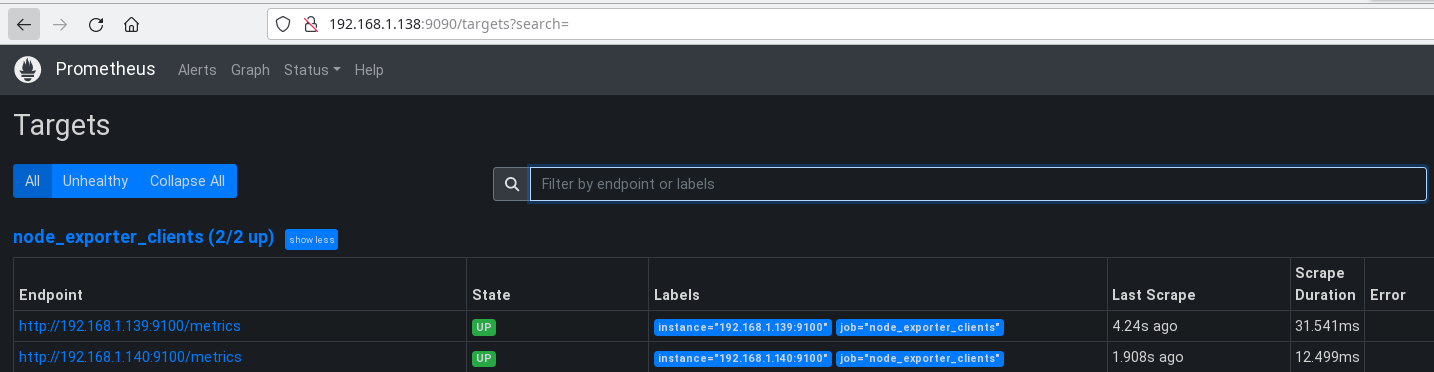 192.168.1.138:9090/targets?search=
Prometheus Alerts Graph Status Help
Targets
All Unhealthy Collapse All Filter by endpoint or labels
node_exporter_clients (2/2 up) show less
Endpoint State Labels Last Scrape Scrape Duration Error
http://192.168.1.139:9100/metrics UP instance="192.168.1.139:9100" job="node_exporter_clients" 4.24s ago 31.541ms
http://192.168.1.140:9100/metrics UP instance="192.168.1.140:9100" job="node_exporter_clients" 1.908s ago 12.499ms